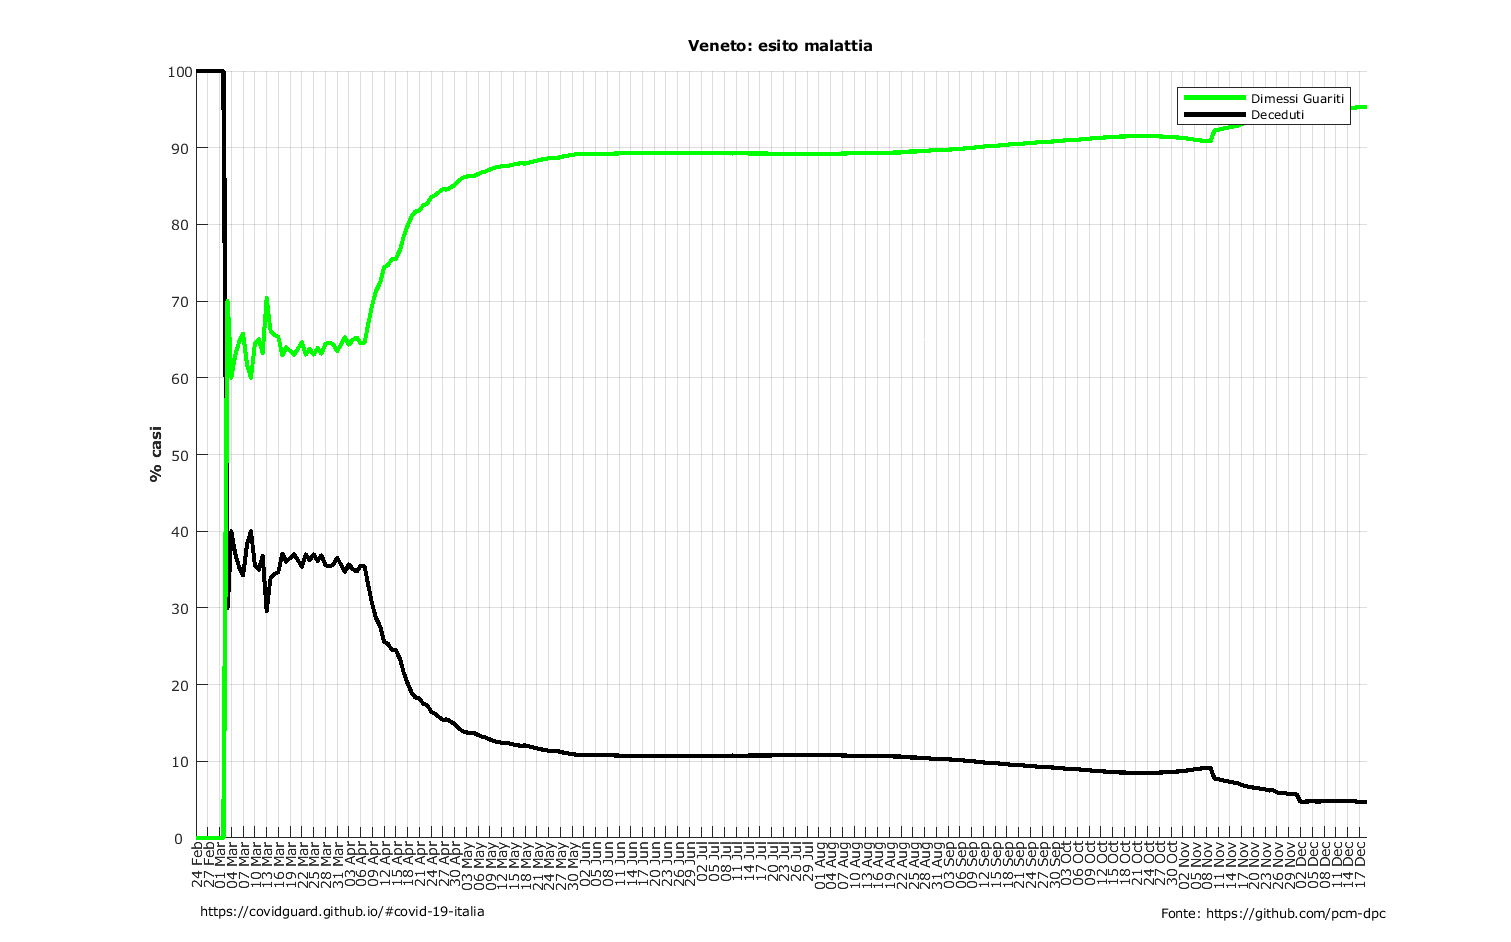 Veneto: esito malattia
Dimessi Guariti
Deceduti
% casi
100
90
80
70
60
50
40
30
20
10
0
24 Feb
27 Feb
01 Mar
04 Mar
07 Mar
10 Mar
13 Mar
16 Mar
19 Mar
22 Mar
25 Mar
28 Mar
31 Mar
03 Apr
06 Apr
09 Apr
12 Apr
15 Apr
18 Apr
21 Apr
24 Apr
27 Apr
30 Apr
03 May
06 May
09 May
12 May
15 May
18 May
21 May
24 May
27 May
30 May
02 Jun
05 Jun
08 Jun
11 Jun
14 Jun
17 Jun
20 Jun
23 Jun
26 Jun
29 Jun
02 Jul
05 Jul
08 Jul
11 Jul
14 Jul
17 Jul
20 Jul
23 Jul
26 Jul
29 Jul
01 Aug
04 Aug
07 Aug
10 Aug
13 Aug
16 Aug
19 Aug
22 Aug
25 Aug
28 Aug
31 Aug
03 Sep
06 Sep
09 Sep
12 Sep
15 Sep
18 Sep
21 Sep
24 Sep
27 Sep
30 Sep
03 Oct
06 Oct
09 Oct
12 Oct
15 Oct
18 Oct
21 Oct
24 Oct
27 Oct
30 Oct
02 Nov
05 Nov
08 Nov
11 Nov
14 Nov
17 Nov
20 Nov
23 Nov
26 Nov
29 Nov
02 Dec
05 Dec
08 Dec
11 Dec
14 Dec
17 Dec
https://covidguard.github.io/#covid-19-italia
Fonte: https://github.com/pcm-dpc